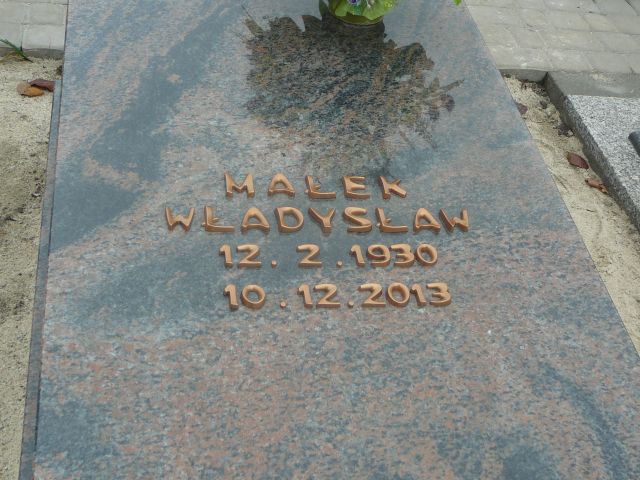 MAŁEK
WŁADYSŁAW
12. 2. 1930
10. 12. 2013